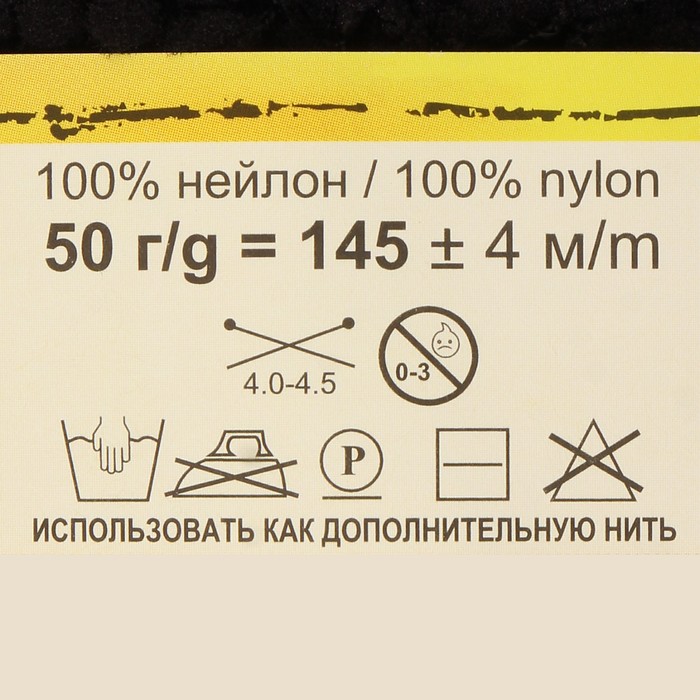 100% нейлон / 100% nylon
50 г/g = 145 ± 4 м/m
4.0-4.5
0-3
P
ИСПОЛЬЗОВАТЬ КАК ДОПОЛНИТЕЛЬНУЮ НИТЬ